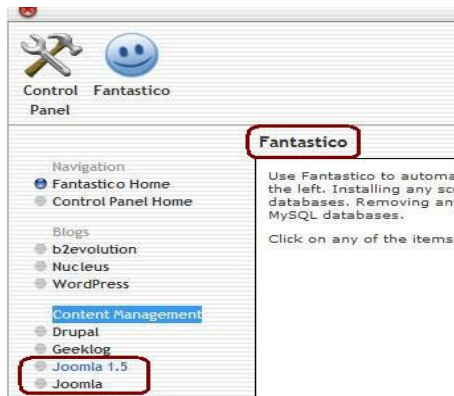 Control Panel
Fantastico
Fantastico
Navigation
Fantastico Home
Control Panel Home
Blogs
b2evolution
Nucleus
WordPress
Content Management
Drupal
Geeklog
Joomla 1.5
Joomla
Use Fantastico to automa
the left. Installing any scr
databases. Removing an
MySQL databases.
Click on any of the items